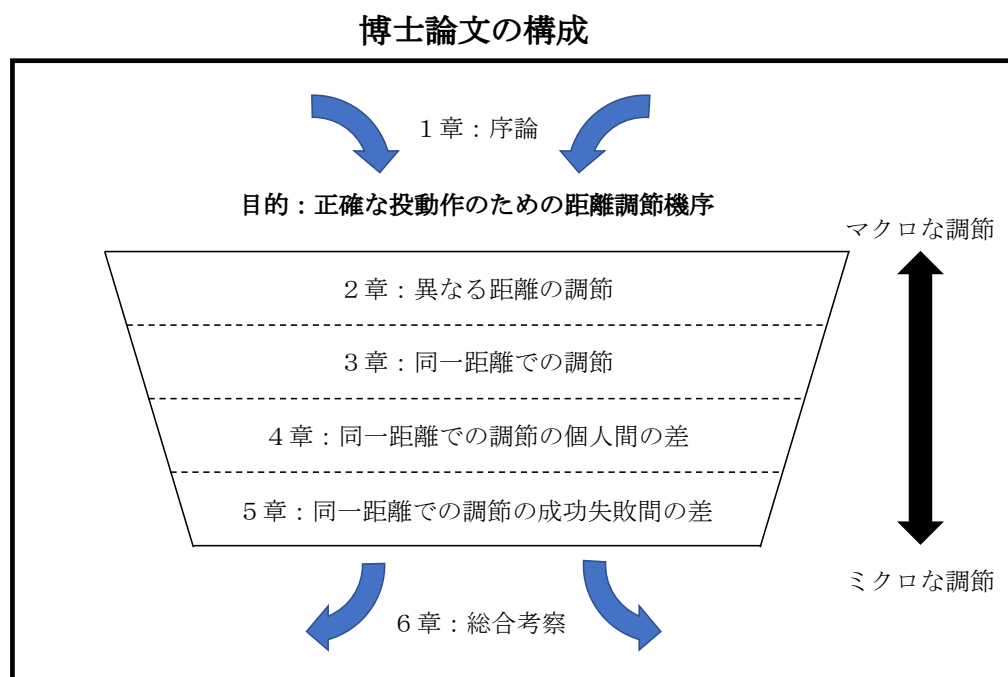 博士論文の構成
１章：序論
目的：正確な投動作のための距離調節機序
マクロな調節
２章：異なる距離の調節
３章：同一距離での調節
４章：同一距離での調節の個人間の差
５章：同一距離での調節の成功失敗間の差
ミクロな調節
６章：総合考察